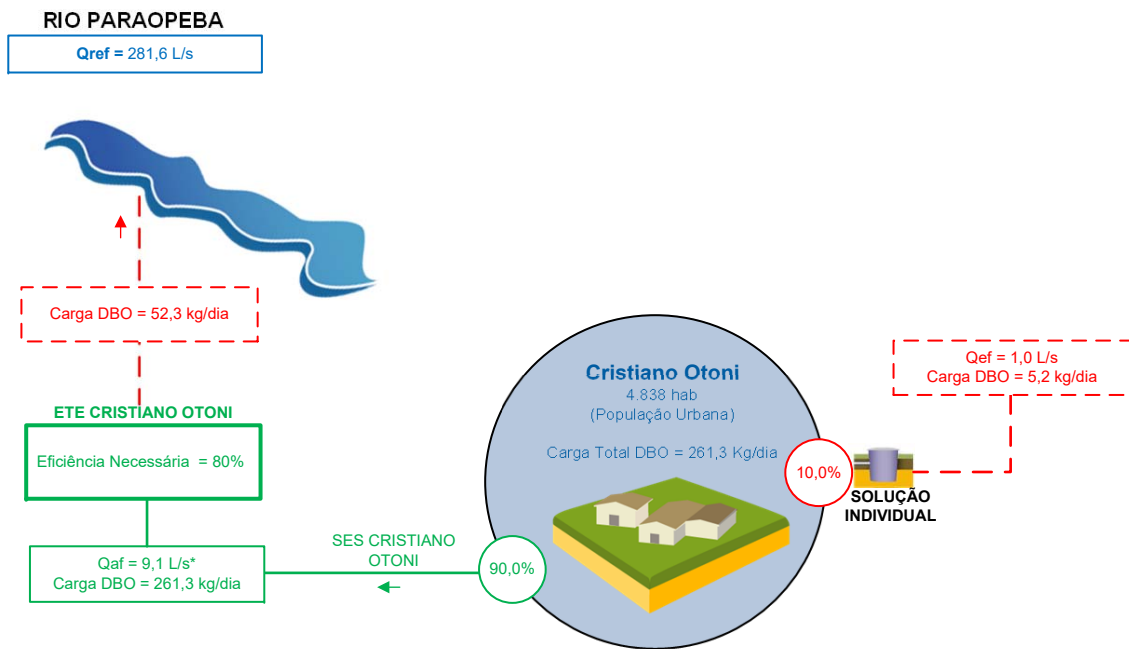 RIO PARAOPEBA
Qref = 281,6 L/s
Carga DBO = 52,3 kg/dia
ETE CRISTIANO OTONI
Eficiência Necessária = 80%
Qaf = 9,1 L/s*
Carga DBO = 261,3 kg/dia
SES CRISTIANO
OTONI
90,0%
Cristiano Otoni
4.838 hab
(População Urbana)
Carga Total DBO = 261,3 Kg/dia
10,0%
SOLUÇÃO
INDIVIDUAL
Qef = 1,0 L/s
Carga DBO = 5,2 kg/dia